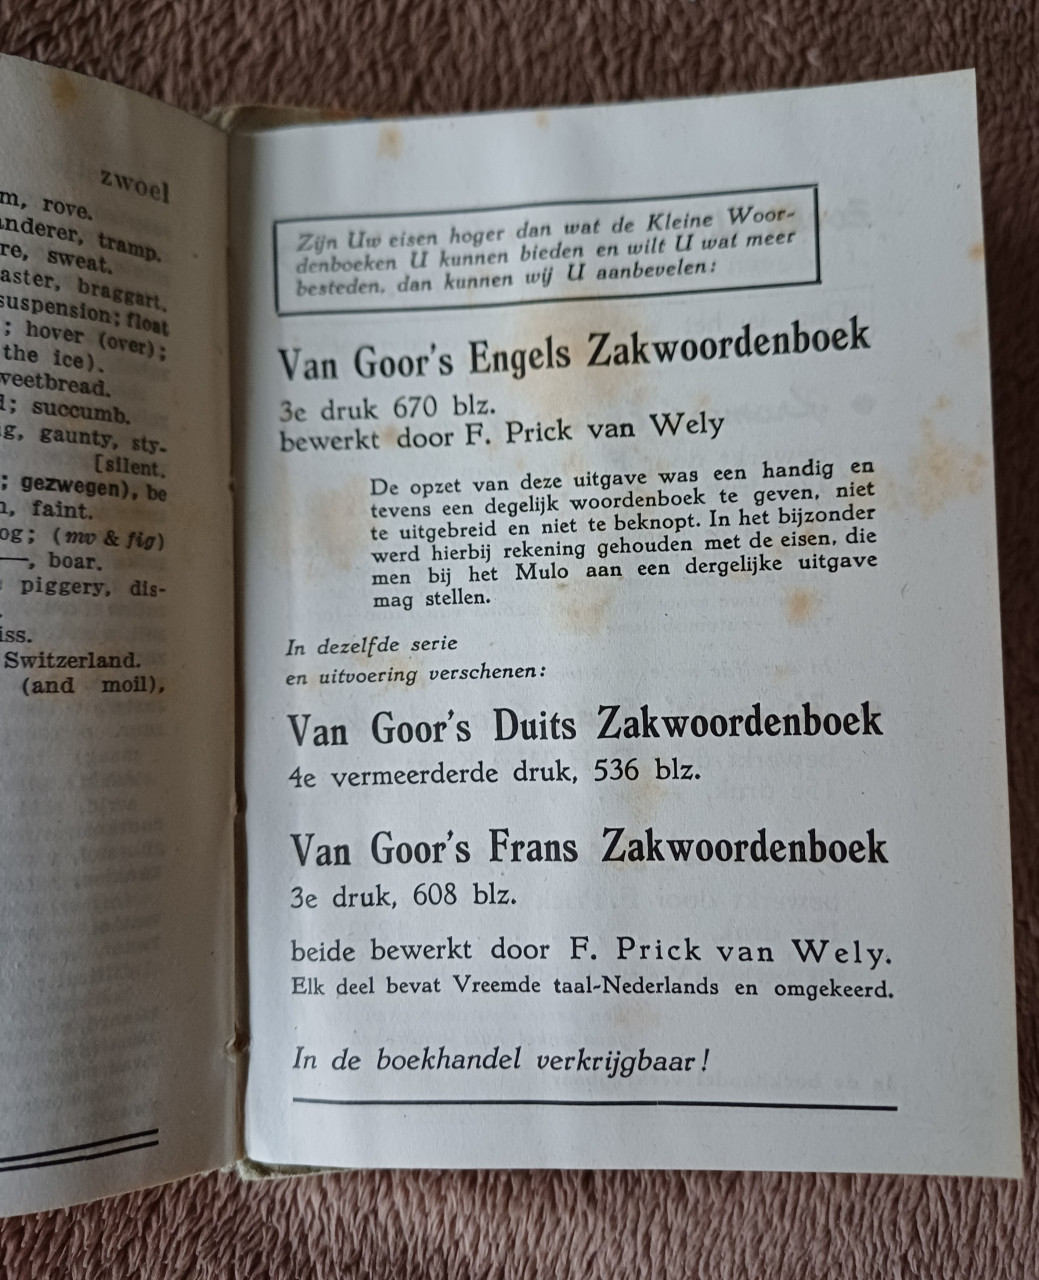 zwoel
m, rove.
anderer, tramp.
re, sweat.
aster, braggart.
suspension; float
; hover (over);
the ice).
veetbread.
l; succumb.
g, gaunty, sty-
[silent.
; gezwegen), be
n, faint.
og; (mv & fig)
—, boar.
piggery, dis-
iss.
Switzerland.
(and moil),
Zijn Uw eisen hoger dan wat de Kleine Woor-
denboeken U kunnen bieden en wilt U wat meer
besteden, dan kunnen wij U aanbevelen:
Van Goor's Engels Zakwoordenboek
3e druk 670 blz.
bewerkt door F. Prick van Wely
De opzet van deze uitgave was een handig en
tevens een degelijk woordenboek te geven, niet
te uitgebreid en niet te beknopt. In het bijzonder
werd hierbij rekening gehouden met de eisen, die
men bij het Mulo aan een dergelijke uitgave
mag stellen.
In dezelfde serie
en uitvoering verschenen:
Van Goor's Duits Zakwoordenboek
4e vermeerderde druk, 536 blz.
Van Goor's Frans Zakwoordenboek
3e druk, 608 blz.
beide bewerkt door F. Prick van Wely.
Elk deel bevat Vreemde taal-Nederlands en omgekeerd.
In de boekhandel verkrijgbaar!